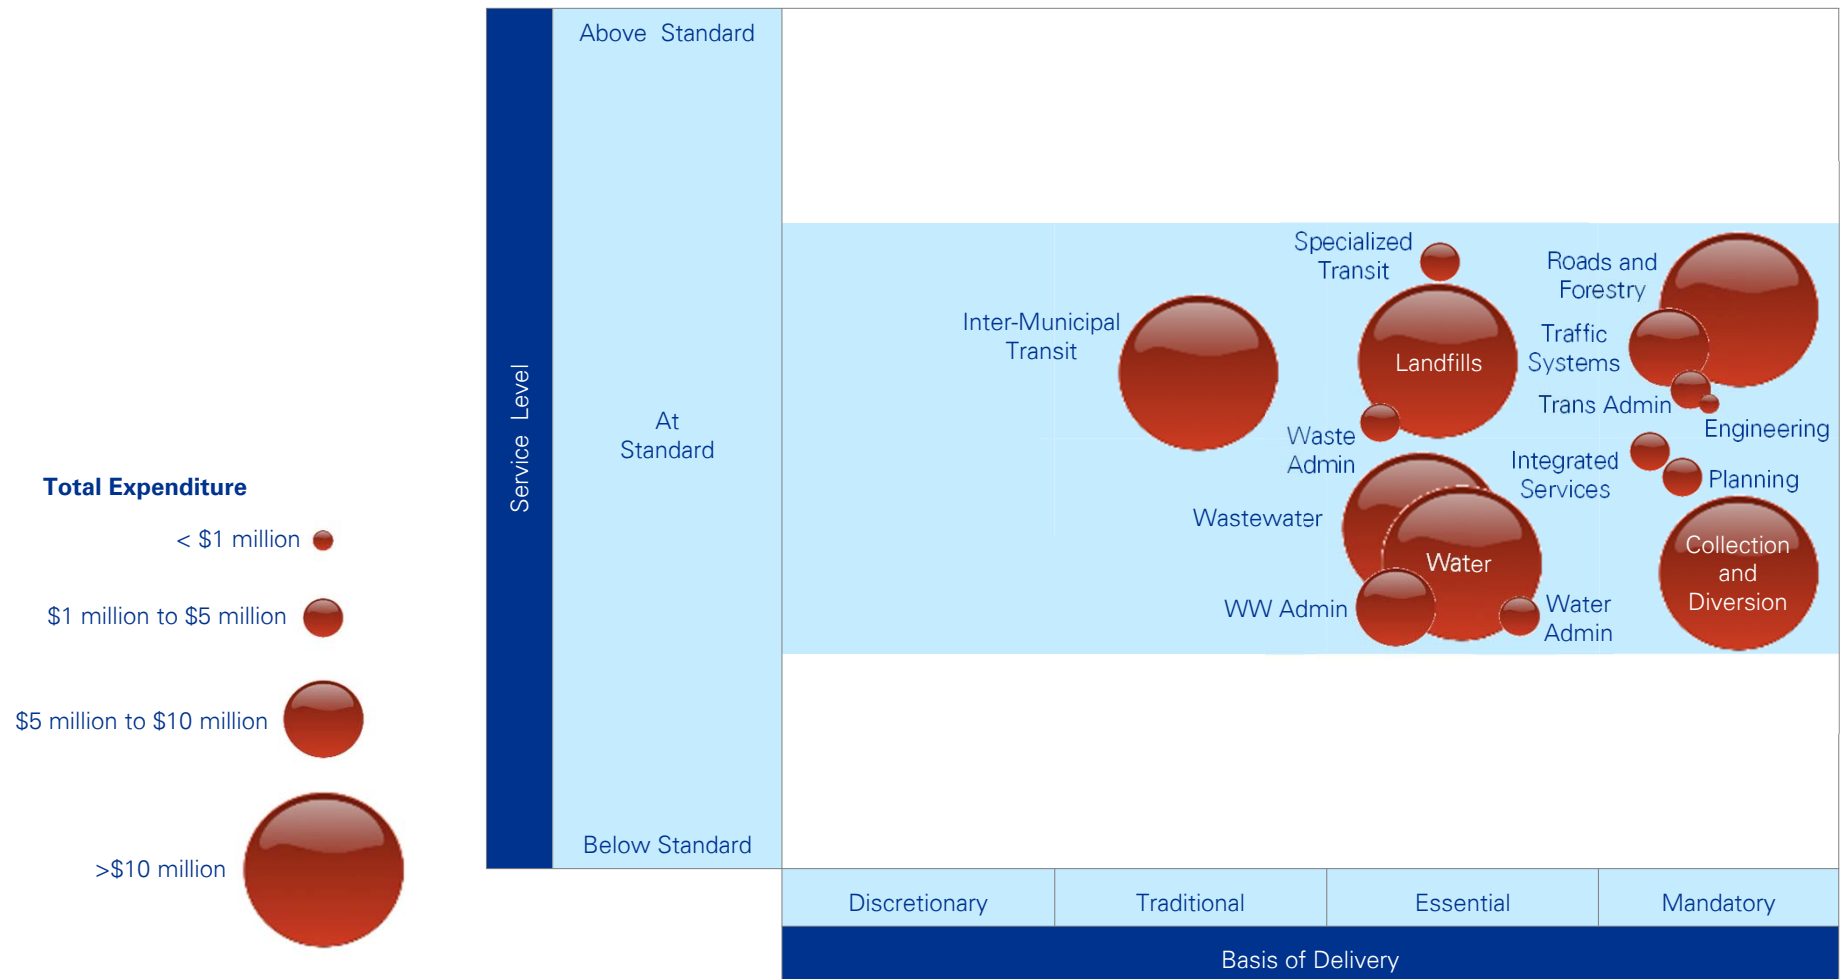 Total Expenditure
< $1 million
$1 million to $5 million
$5 million to $10 million
>$10 million
Service Level
Above Standard
At
Standard
Below Standard
Inter-Municipal
Transit
Specialized
Transit
Landfills
Waste
Admin
Wastewater
Water
WW Admin
Water
Admin
Roads and
Forestry
Traffic
Systems
Trans Admin
Engineering
Integrated
Services
Planning
Collection
and
Diversion
Discretionary
Traditional
Essential
Mandatory
Basis of Delivery